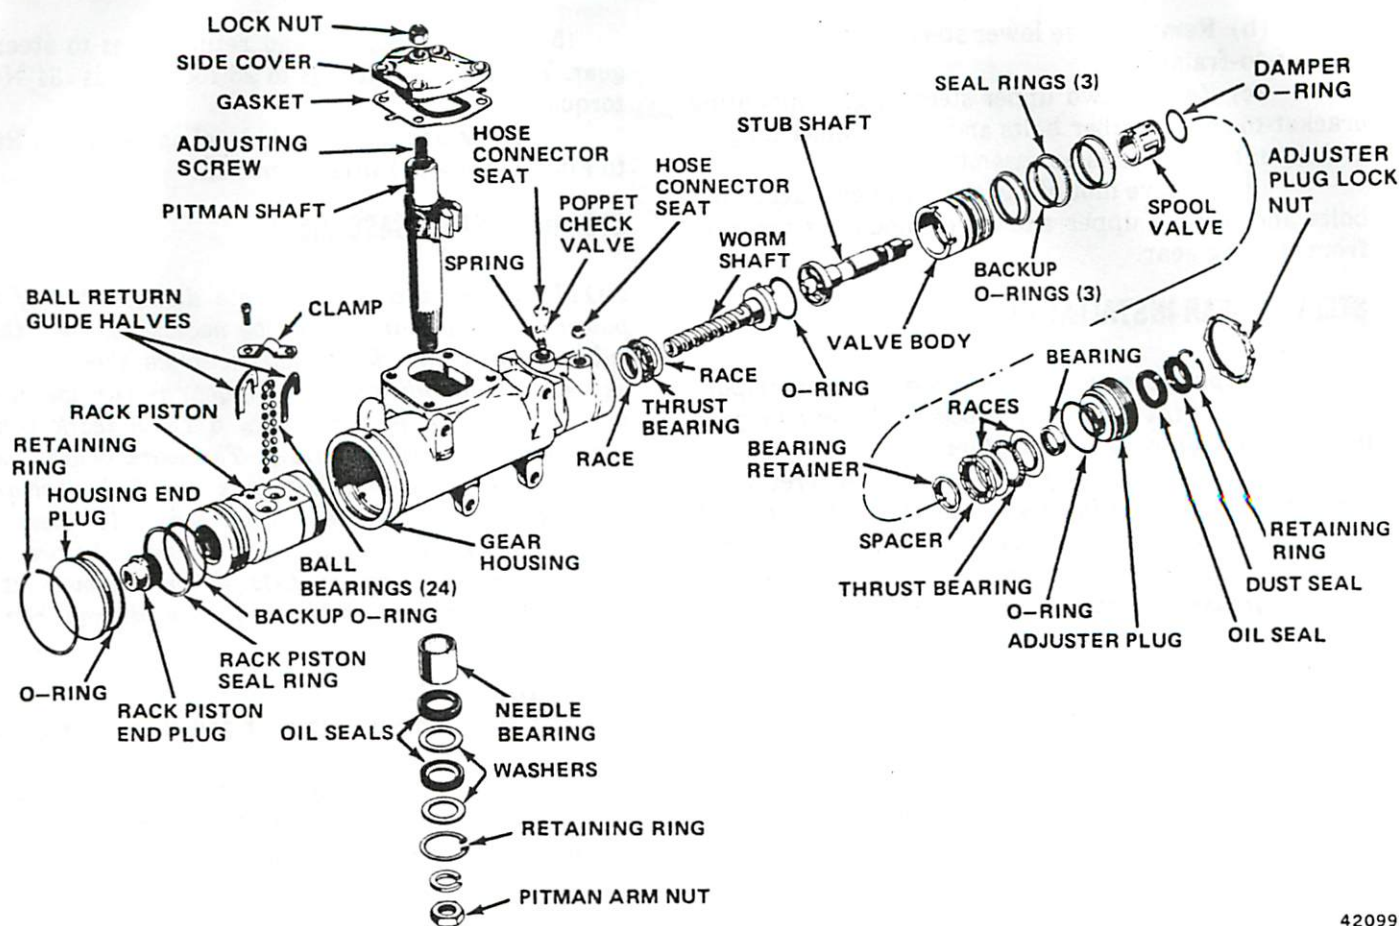 LOCK NUT
SIDE COVER
GASKET
ADJUSTING
SCREW
PITMAN SHAFT
HOSE
CONNECTOR
SEAT
POPPET
CHECK
VALVE
SPRING
HOSE
CONNECTOR
SEAT
WORM
SHAFT
STUB SHAFT
SEAL RINGS (3)
DAMPER
O-RING
ADJUSTER
PLUG LOCK
NUT
SPOOL
VALVE
BACKUP
O-RINGS (3)
VALVE BODY
O-RING
RACE
THRUST
BEARING
RACE
BALL RETURN
GUIDE HALVES
CLAMP
RACK PISTON
RETAINING
RING
HOUSING END
PLUG
GEAR
HOUSING
BALL
BEARINGS (24)
BACKUP O-RING
RACK PISTON
SEAL RING
RACK PISTON
END PLUG
O-RING
BEARING
RACES
BEARING
RETAINER
SPACER
THRUST BEARING
O-RING
ADJUSTER PLUG
OIL SEAL
DUST SEAL
RETAINING
RING
NEEDLE
BEARING
OIL SEALS
WASHERS
RETAINING RING
PITMAN ARM NUT
42099